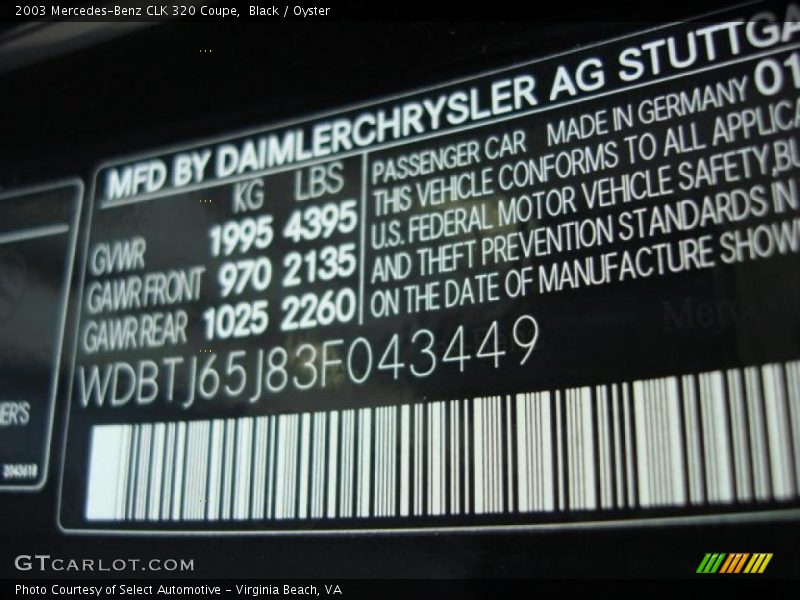 2003 Mercedes-Benz CLK 320 Coupe, Black / Oyster
MFD BY DAIMLERCHRYSLER AG STUTTGA
KG LBS
GVWR 1995 4395
GAWR FRONT 970 2135
GAWR REAR 1025 2260
PASSENGER CAR MADE IN GERMANY 01
THIS VEHICLE CONFORMS TO ALL APPLICA
U.S. FEDERAL MOTOR VEHICLE SAFETY, BU
AND THEFT PREVENTION STANDARDS IN
ON THE DATE OF MANUFACTURE SHOWN
WDBTJ65J83F043449
ER'S
GTCARLOT.COM
Photo Courtesy of Select Automotive - Virginia Beach, VA